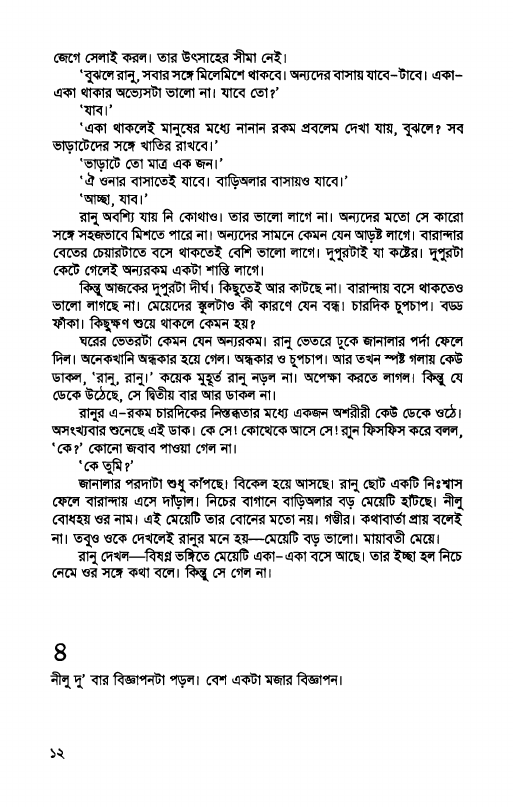 জেগে সেলাই করল। তার উৎসাহের সীমা নেই।
‘বুঝলে রানু, সবার সঙ্গে মিলেমিশে থাকবে। অন্যদের বাসায় যাবে–টাবে। একা–
একা থাকার অভ্যেসটা ভালো না। যাবে তো?’
‘যাব।’
‘একা থাকলেই মানুষের মধ্যে নানান রকম প্রবলেম দেখা যায়, বুঝলে? সব
ভাড়াটেদের সঙ্গে খাতির রাখবে।’
‘ভাড়াটে তো মাত্র এক জন।’
‘ঐ ওনার বাসাতেই যাবে। বাড়িঅলার বাসায়ও যাবে।’
‘আচ্ছা, যাব।’
রানু অবশ্যি যায় নি কোথাও। তার ভালো লাগে না। অন্যদের মতো সে কারো
সঙ্গে সহজভাবে মিশতে পারে না। অন্যদের সামনে কেমন যেন আড়ষ্ট লাগে। বারান্দার
বেতের চেয়ারটাতে বসে থাকতেই বেশি ভালো লাগে। দুপুরটাই যা কষ্টের। দুপুরটা
কেটে গেলেই অন্যরকম একটা শান্তি লাগে।
কিন্তু আজকের দুপুরটা দীর্ঘ। কিছুতেই আর কাটছে না। বারান্দায় বসে থাকতেও
ভালো লাগছে না। মেয়েদের স্কুলটাও কী কারণে যেন বন্ধ। চারদিক চুপচাপ। বড্ড
ফাঁকা। কিছুক্ষণ শুয়ে থাকলে কেমন হয়?
ঘরের ভেতরটা কেমন যেন অন্যরকম। রানু ভেতরে ঢুকে জানালার পর্দা ফেলে
দিল। অনেকখানি অন্ধকার হয়ে গেল। অন্ধকার ও চুপচাপ। আর তখন স্পষ্ট গলায় কেউ
ডাকল, ‘রানু, রানু।’ কয়েক মুহূর্ত রানু নড়ল না। অপেক্ষা করতে লাগল। কিন্তু যে
ডেকে উঠেছে, সে দ্বিতীয় বার আর ডাকল না।
রানুর এ–রকম চারদিকের নিস্তব্ধতার মধ্যে একজন অশরীরী কেউ ডেকে ওঠে।
অসংখ্যবার শুনেছে এই ডাক। কে সে! কোত্থেকে আসে সে! রানু ফিসফিস করে বলল,
‘কে?’ কোনো জবাব পাওয়া গেল না।
‘কে তুমি?’
জানালার পরদাটা শুধু কাঁপছে। বিকেল হয়ে আসছে। রানু ছোট একটি নিঃশ্বাস
ফেলে বারান্দায় এসে দাঁড়াল। নিচের বাগানে বাড়িঅলার বড় মেয়েটি হাঁটছে। নীলু
বোধহয় ওর নাম। এই মেয়েটি তার বোনের মতো নয়। গম্ভীর। কথাবার্তা প্রায় বলেই
না। তবুও ওকে দেখলেই রানুর মনে হয়—মেয়েটি বড় ভালো। মায়াবতী মেয়ে।
রানু দেখল—বিষণ্ন ভঙ্গিতে মেয়েটি একা–একা বসে আছে। তার ইচ্ছা হল নিচে
নেমে ওর সঙ্গে কথা বলে। কিন্তু সে গেল না।
৪
নীলু দু’ বার বিজ্ঞাপনটা পড়ল। বেশ একটা মজার বিজ্ঞাপন।
১২